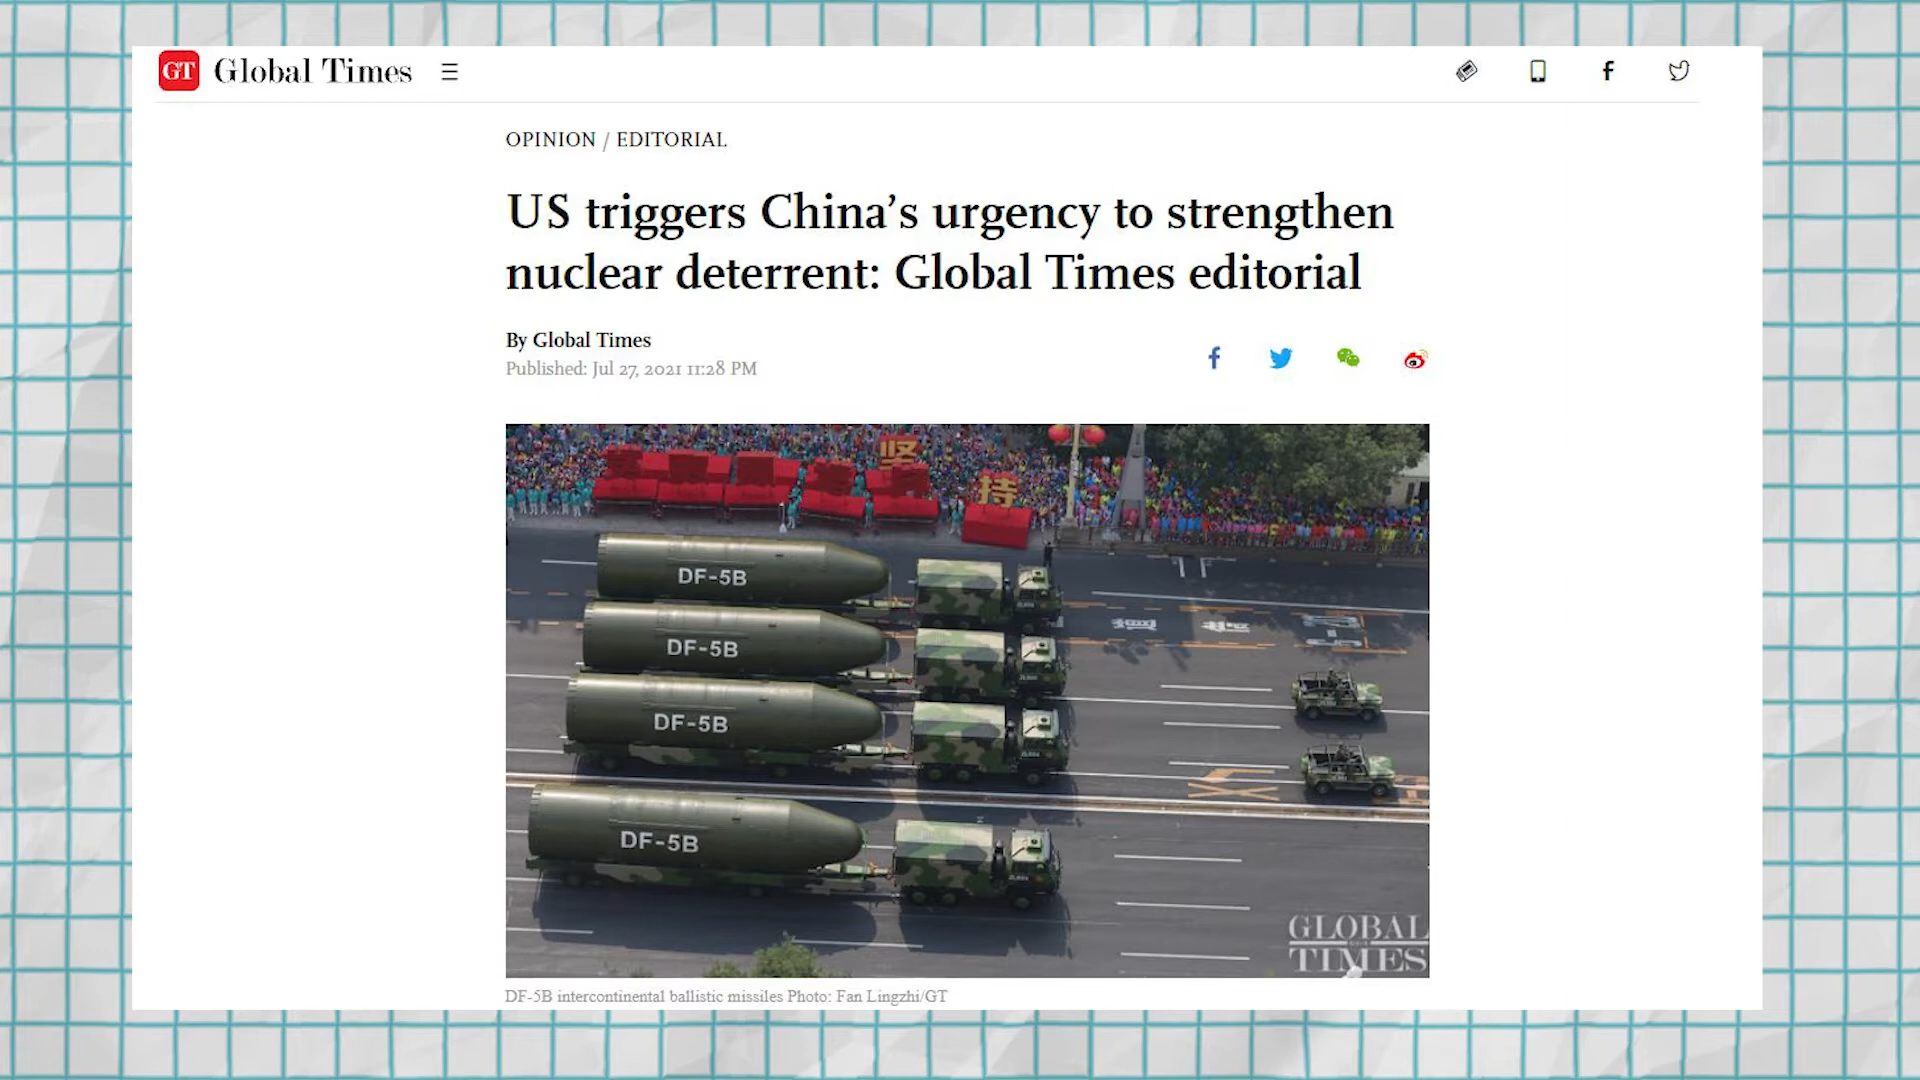 GT Global Times
OPINION / EDITORIAL
US triggers China’s urgency to strengthen
nuclear deterrent: Global Times editorial
By Global Times
Published: Jul 27, 2021 11:28 PM
坚
持
DF-5B
DF-5B
DF-5B
DF-5B
GLOBAL
TIMES
DF-5B intercontinental ballistic missiles Photo: Fan Lingzhi/GT